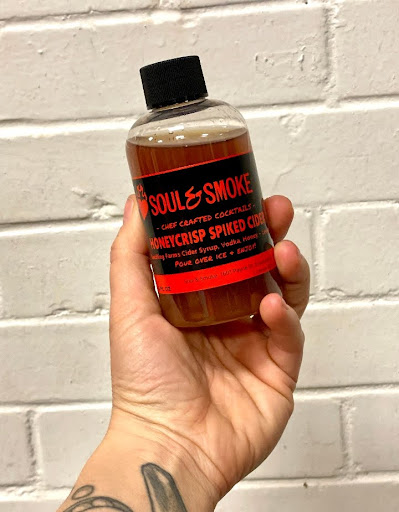 SOUL & SMOKE
- CHEF CRAFTED COCKTAILS -
HONEYCRISP SPIKED CIDER
Farms Cider Syrup, Vodka, Honey
POUR OVER ICE + ENJOY!